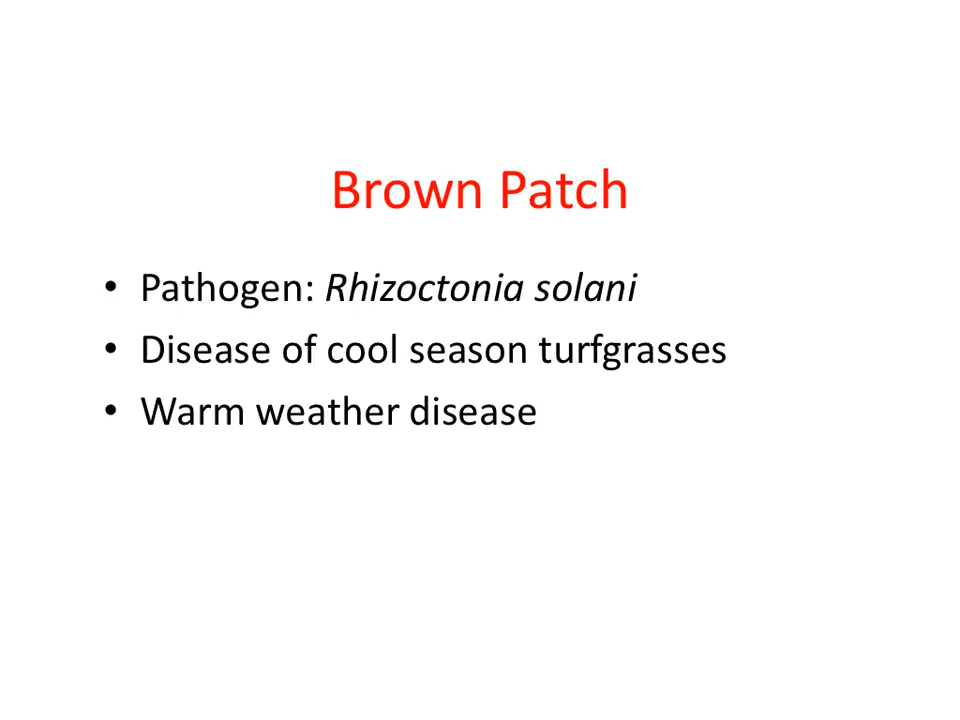 Brown Patch
• Pathogen: Rhizoctonia solani
• Disease of cool season turfgrasses
• Warm weather disease